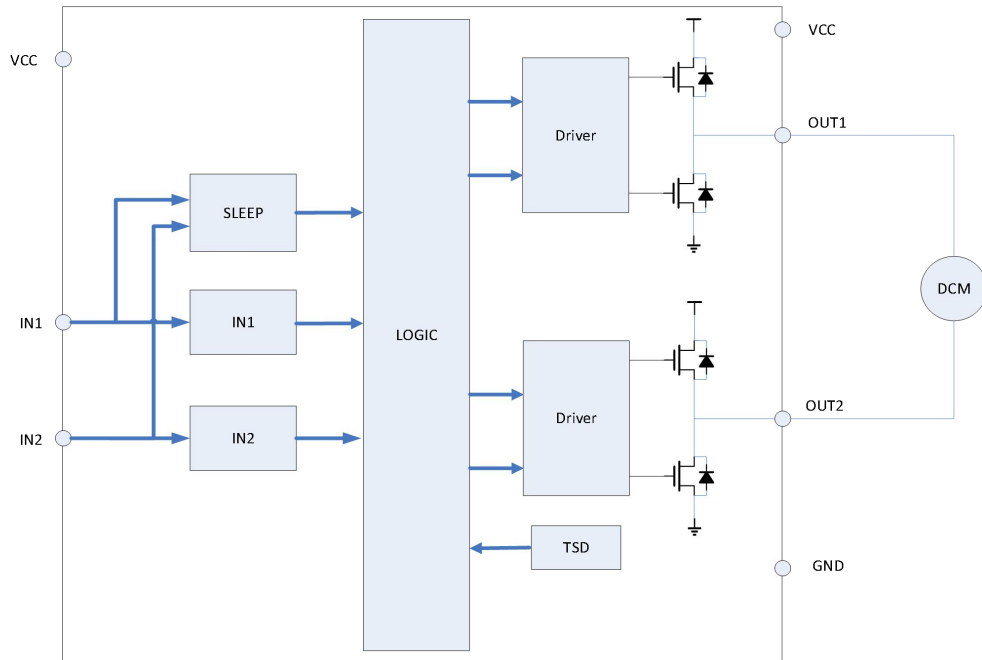 VCC
VCC
OUT1
Driver
SLEEP
DCM
IN1
IN1
LOGIC
OUT2
Driver
IN2
IN2
TSD
GND